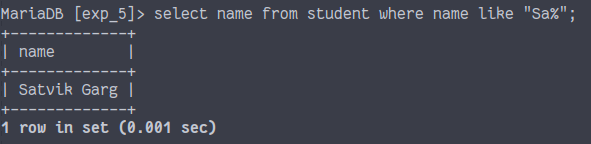 MariaDB [exp_5]> select name from student where name like "Sa%";
+-------------+
| name        |
+-------------+
| Satvik Garg |
+-------------+
1 row in set (0.001 sec)